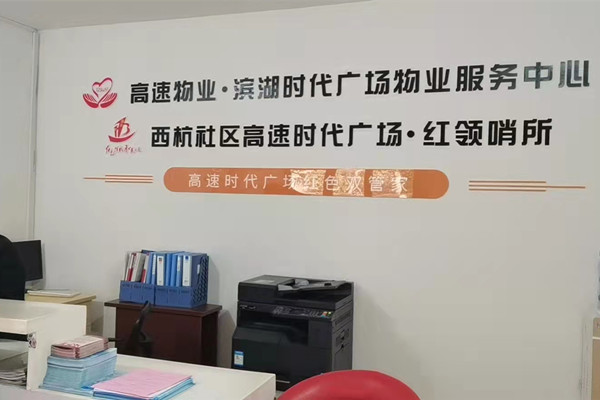 高速物业·滨湖时代广场物业服务中心
西杭社区高速时代广场·红领哨所
高速时代广场红色双管家